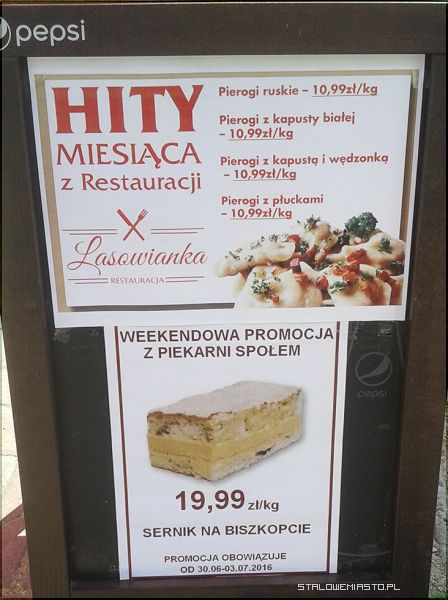 pepsi
HITY
MIESIĄCA
z Restauracji
Lasowianka
RESTAURACJA
Pierogi ruskie – 10,99zł/kg
Pierogi z kapusty białej
– 10,99zł/kg
Pierogi z kapustą i wędzonką
– 10,99zł/kg
Pierogi z płuckami
– 10,99zł/kg
WEEKENDOWA PROMOCJA
Z PIEKARNI SPOŁEM
pepsi
19,99 zł/kg
SERNIK NA BISZKOPCIE
PROMOCJA OBOWIĄZUJE
OD 30.06-03.07.2016
STALOWEMIASTO.PL